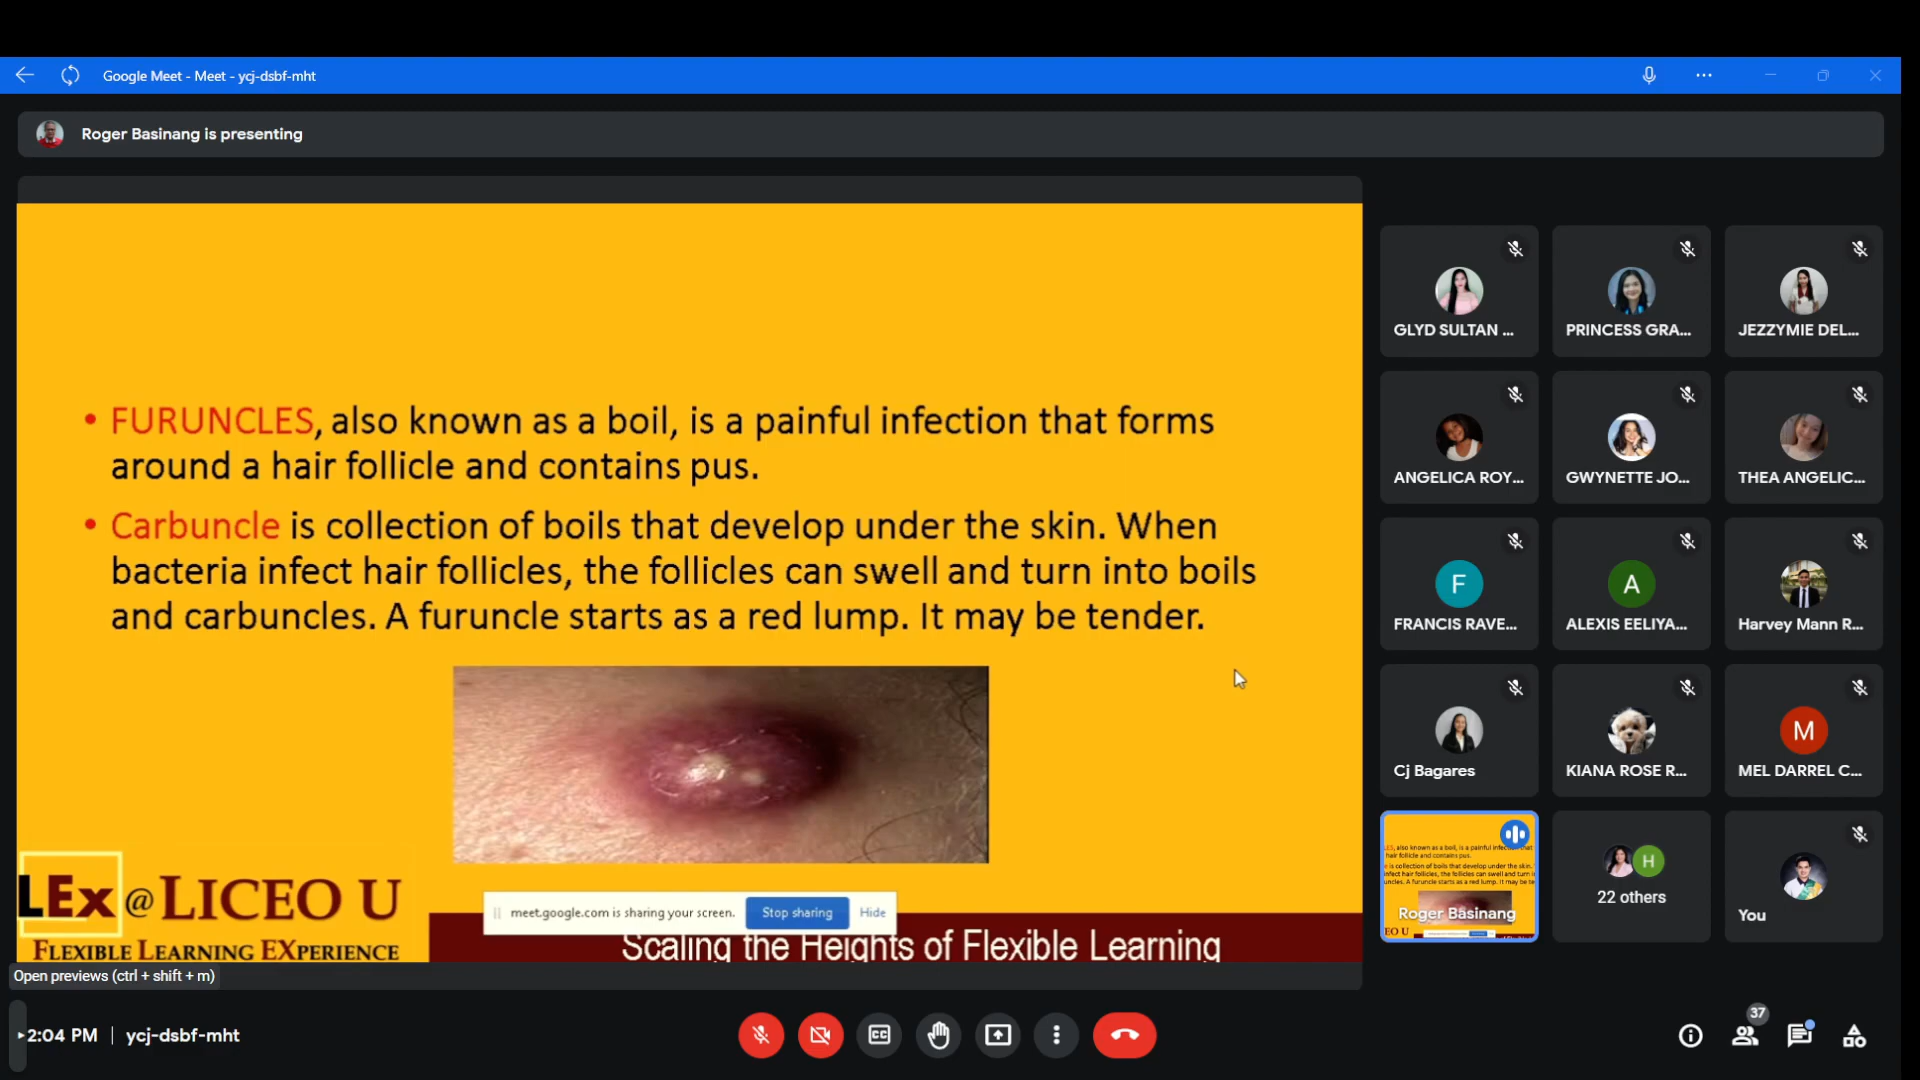 Google Meet - Meet - ycj-dsbf-mht
Roger Basinang is presenting
• FURUNCLES, also known as a boil, is a painful infection that forms
around a hair follicle and contains pus.
• Carbuncle is collection of boils that develop under the skin. When
bacteria infect hair follicles, the follicles can swell and turn into boils
and carbuncles. A furuncle starts as a red lump. It may be tender.
LEx @ LICEO U
FLEXIBLE LEARNING EXPERIENCE
meet.google.com is sharing your screen. Stop sharing Hide
Scaling the Heights of Flexible Learning
GLYD SULTAN ...
PRINCESS GRA...
JEZZYMIE DEL...
ANGELICA ROY...
GWYNETTE JO...
THEA ANGELIC...
F
FRANCIS RAVE...
A
ALEXIS EELIYA...
Harvey Mann R...
Cj Bagares
KIANA ROSE R...
M
MEL DARREL C...
Roger Basinang
H
22 others
You
Open previews (ctrl + shift + m)
2:04 PM | ycj-dsbf-mht
CC
37